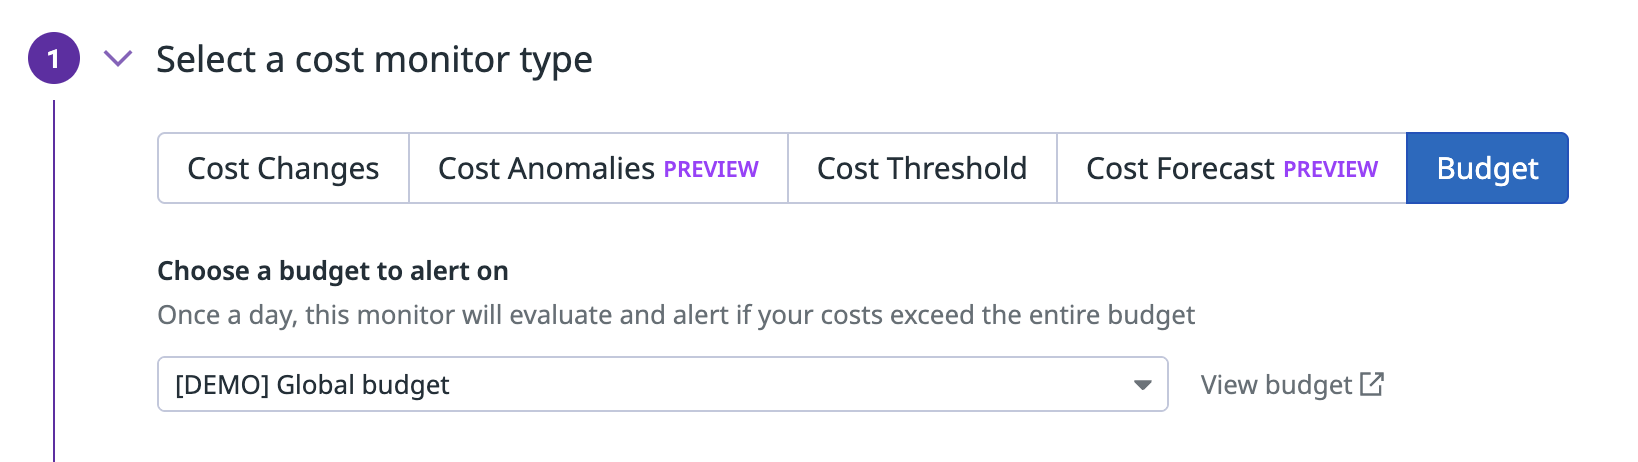 1 Select a cost monitor type
Cost Changes Cost Anomalies PREVIEW Cost Threshold Cost Forecast PREVIEW Budget
Choose a budget to alert on
Once a day, this monitor will evaluate and alert if your costs exceed the entire budget
[DEMO] Global budget View budget